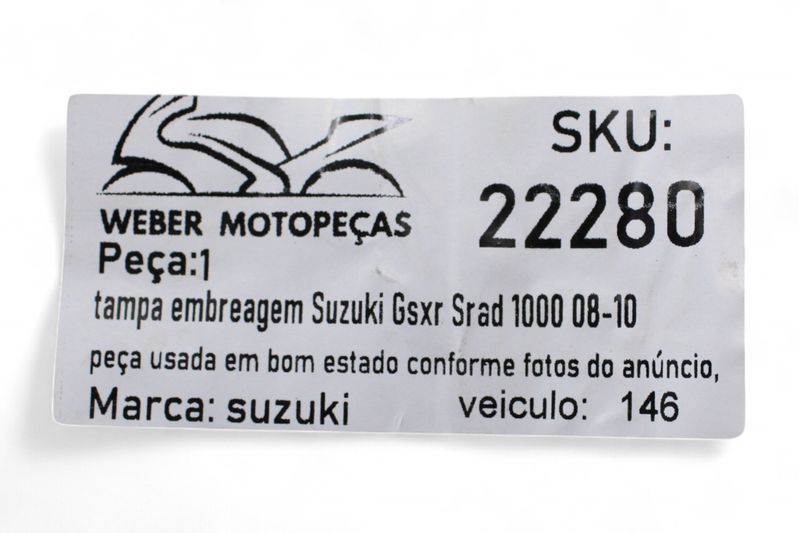 SKU:
22280
WEBER MOTOPEÇAS
Peça:1
tampa embreagem Suzuki Gsxr Srad 1000 08-10
peça usada em bom estado conforme fotos do anúncio,
Marca: suzuki veiculo: 146